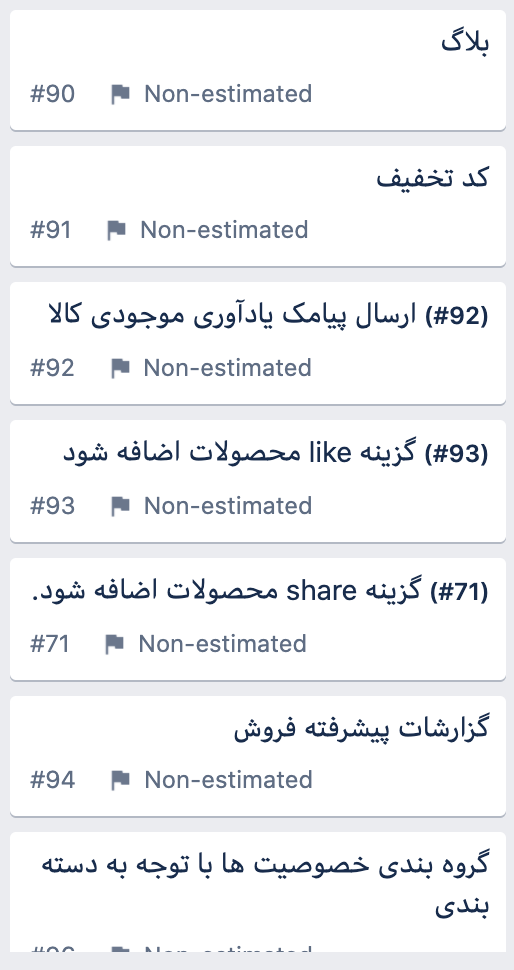 بلاگ
#90 Non-estimated
کد تخفیف
#91 Non-estimated
(#92) ارسال پیامک یادآوری موجودی کالا
#92 Non-estimated
(#93) گزینه like محصولات اضافه شود
#93 Non-estimated
(#71) گزینه share محصولات اضافه شود.
#71 Non-estimated
گزارشات پیشرفته فروش
#94 Non-estimated
گروه بندی خصوصیت ها با توجه به دسته
بندی